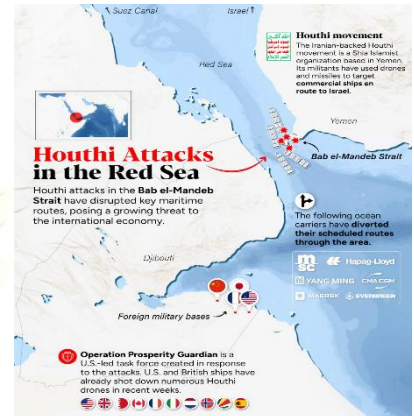 Suez Canal
Israel
Red Sea
Houthi movement
The Iranian-backed Houthi
movement is a Shia Islamist
organization based in Yemen.
Its militants have used drones
and missiles to target
commercial ships en
route to Israel.
Yemen
Bab el-Mandeb Strait
Houthi Attacks
in the Red Sea
Houthi attacks in the Bab el-Mandeb
Strait have disrupted key maritime
routes, posing a growing threat to
the international economy.
The following ocean
carriers have diverted
their scheduled routes
through the area.
msc
Hapag-Lloyd
YANG MING
CMA CGM
MAERSK
EVERGREEN
Djibouti
Foreign military bases
Operation Prosperity Guardian is a
U.S.-led task force created in response
to the attacks. U.S. and British ships have
already shot down numerous Houthi
drones in recent weeks.